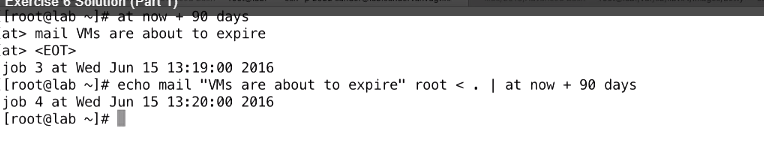 Exercise 6 Solution (Part 1)
[root@lab ~]# at now + 90 days
at> mail VMs are about to expire
at> <EOT>
job 3 at Wed Jun 15 13:19:00 2016
[root@lab ~]# echo mail "VMs are about to expire" root < . | at now + 90 days
job 4 at Wed Jun 15 13:20:00 2016
[root@lab ~]#